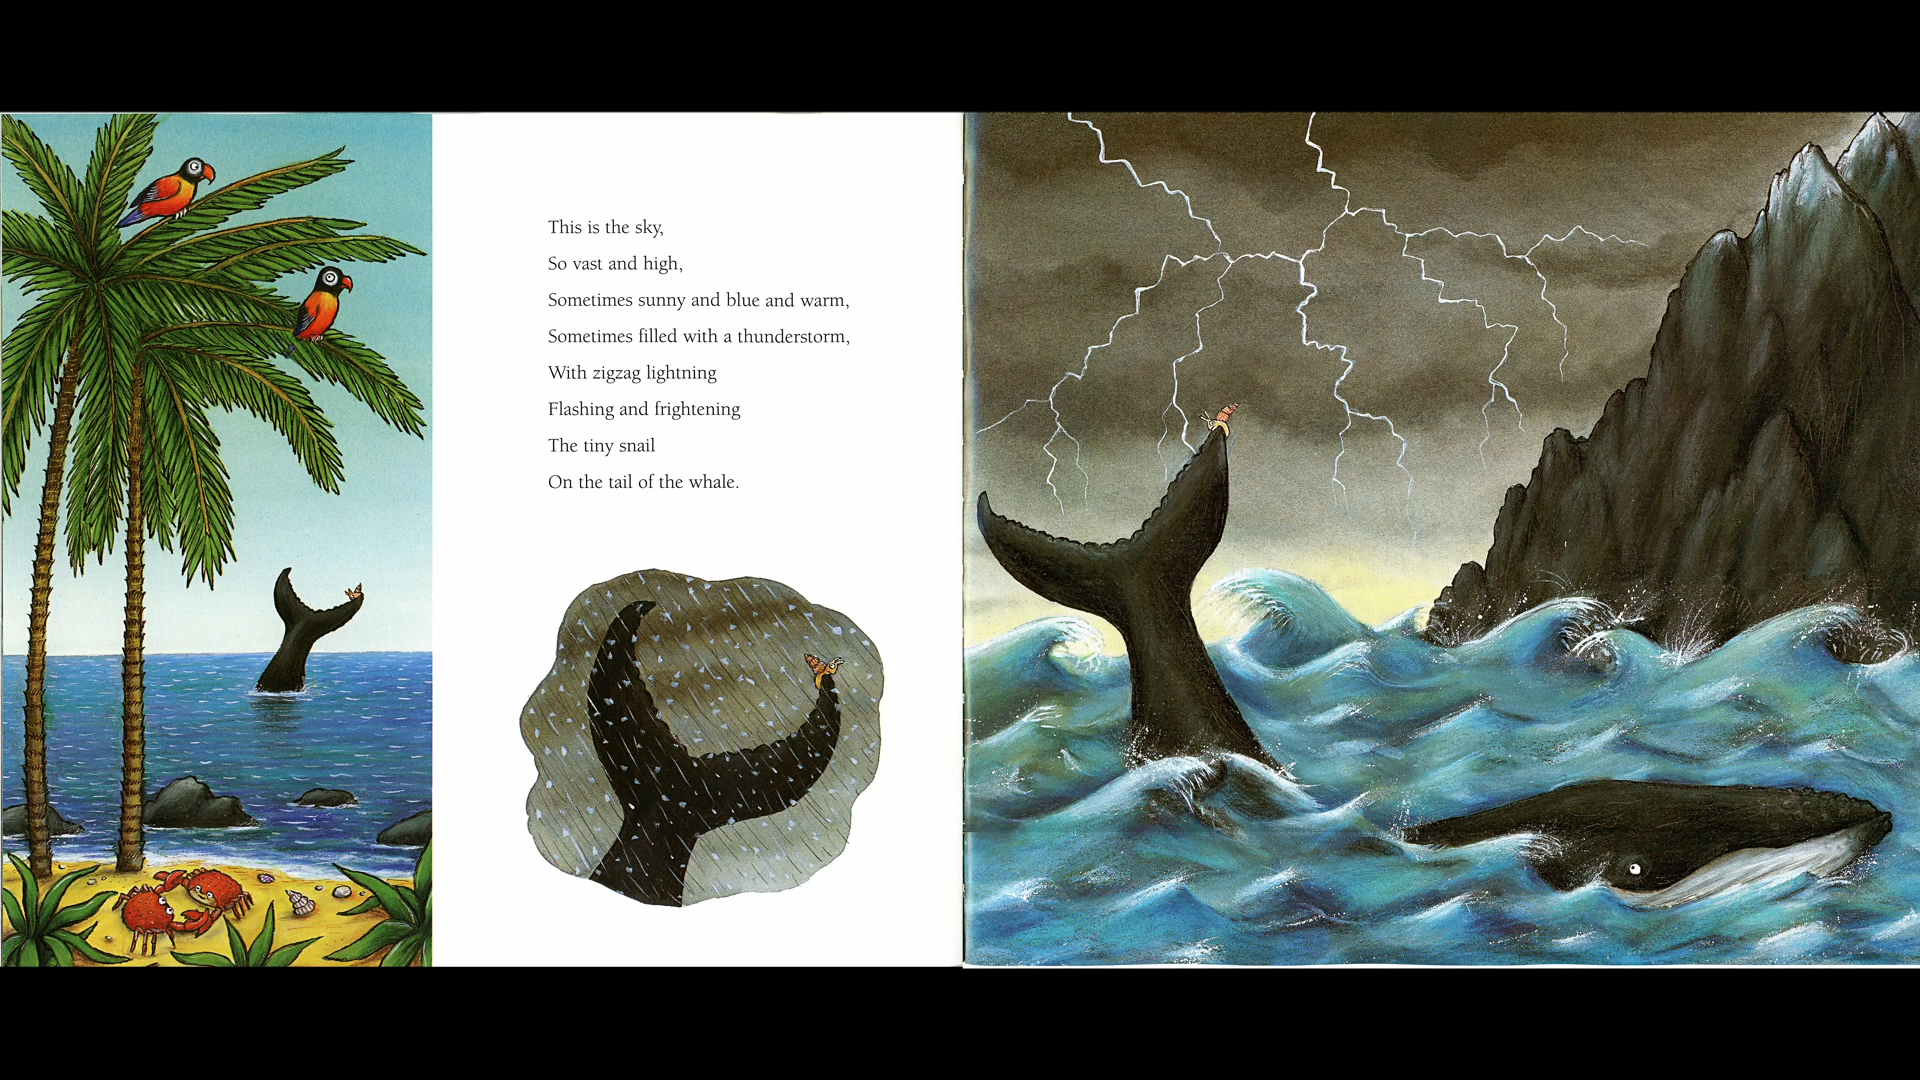 This is the sky,
So vast and high,
Sometimes sunny and blue and warm,
Sometimes filled with a thunderstorm,
With zigzag lightning
Flashing and frightening
The tiny snail
On the tail of the whale.